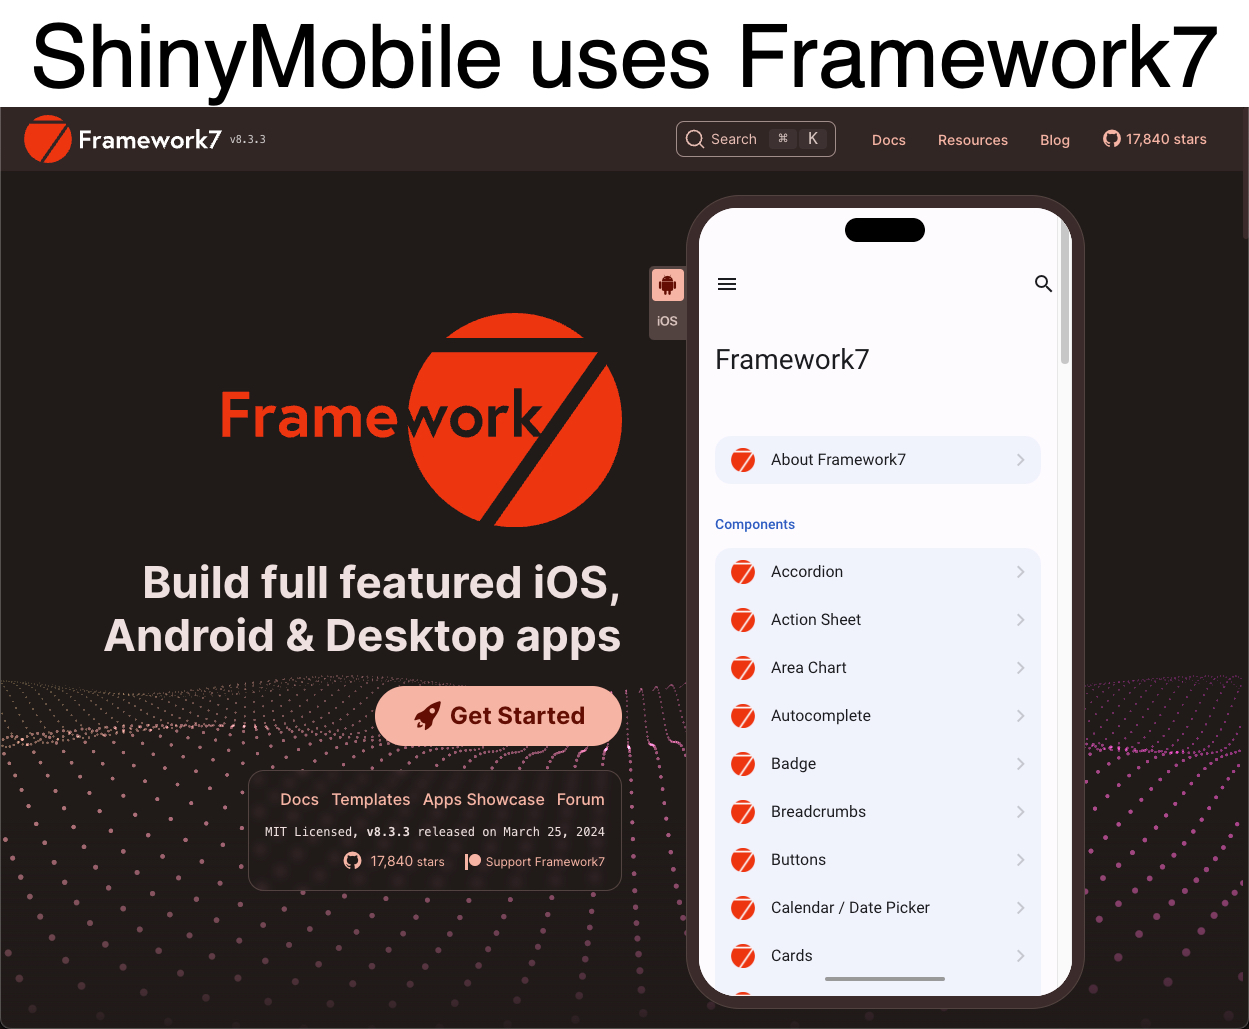 ShinyMobile uses Framework7
Framework7 v8.3.3
Search ⌘ K
Docs Resources Blog 17,840 stars
iOS
Framework7
Framework
Build full featured iOS,
Android & Desktop apps
Get Started
Docs Templates Apps Showcase Forum
MIT Licensed, v8.3.3 released on March 25, 2024
17,840 stars Support Framework7
About Framework7
Components
Accordion
Action Sheet
Area Chart
Autocomplete
Badge
Breadcrumbs
Buttons
Calendar / Date Picker
Cards